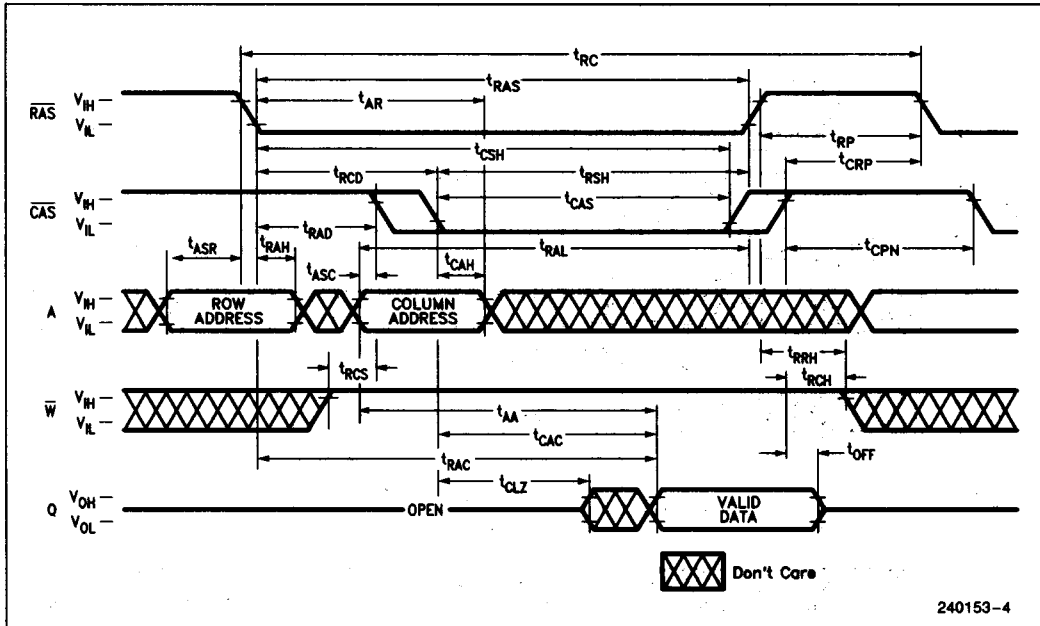 tRC
tRAS
tAR
RAS VIH
VIL
tRP
tCSH
tCRP
tRCD tRSH
CAS VIH
VIL
tCAS
tRAD
tRAL
tCPN
tASR tRAH
tASC tCAH
A VIH
VIL
ROW ADDRESS
COLUMN ADDRESS
tRRH
tRCS
tRCH
W VIH
VIL
tAA
tCAC
tRAC
tOFF
tCLZ
Q VOH
VOL
OPEN
VALID DATA
Don't Care
240153-4